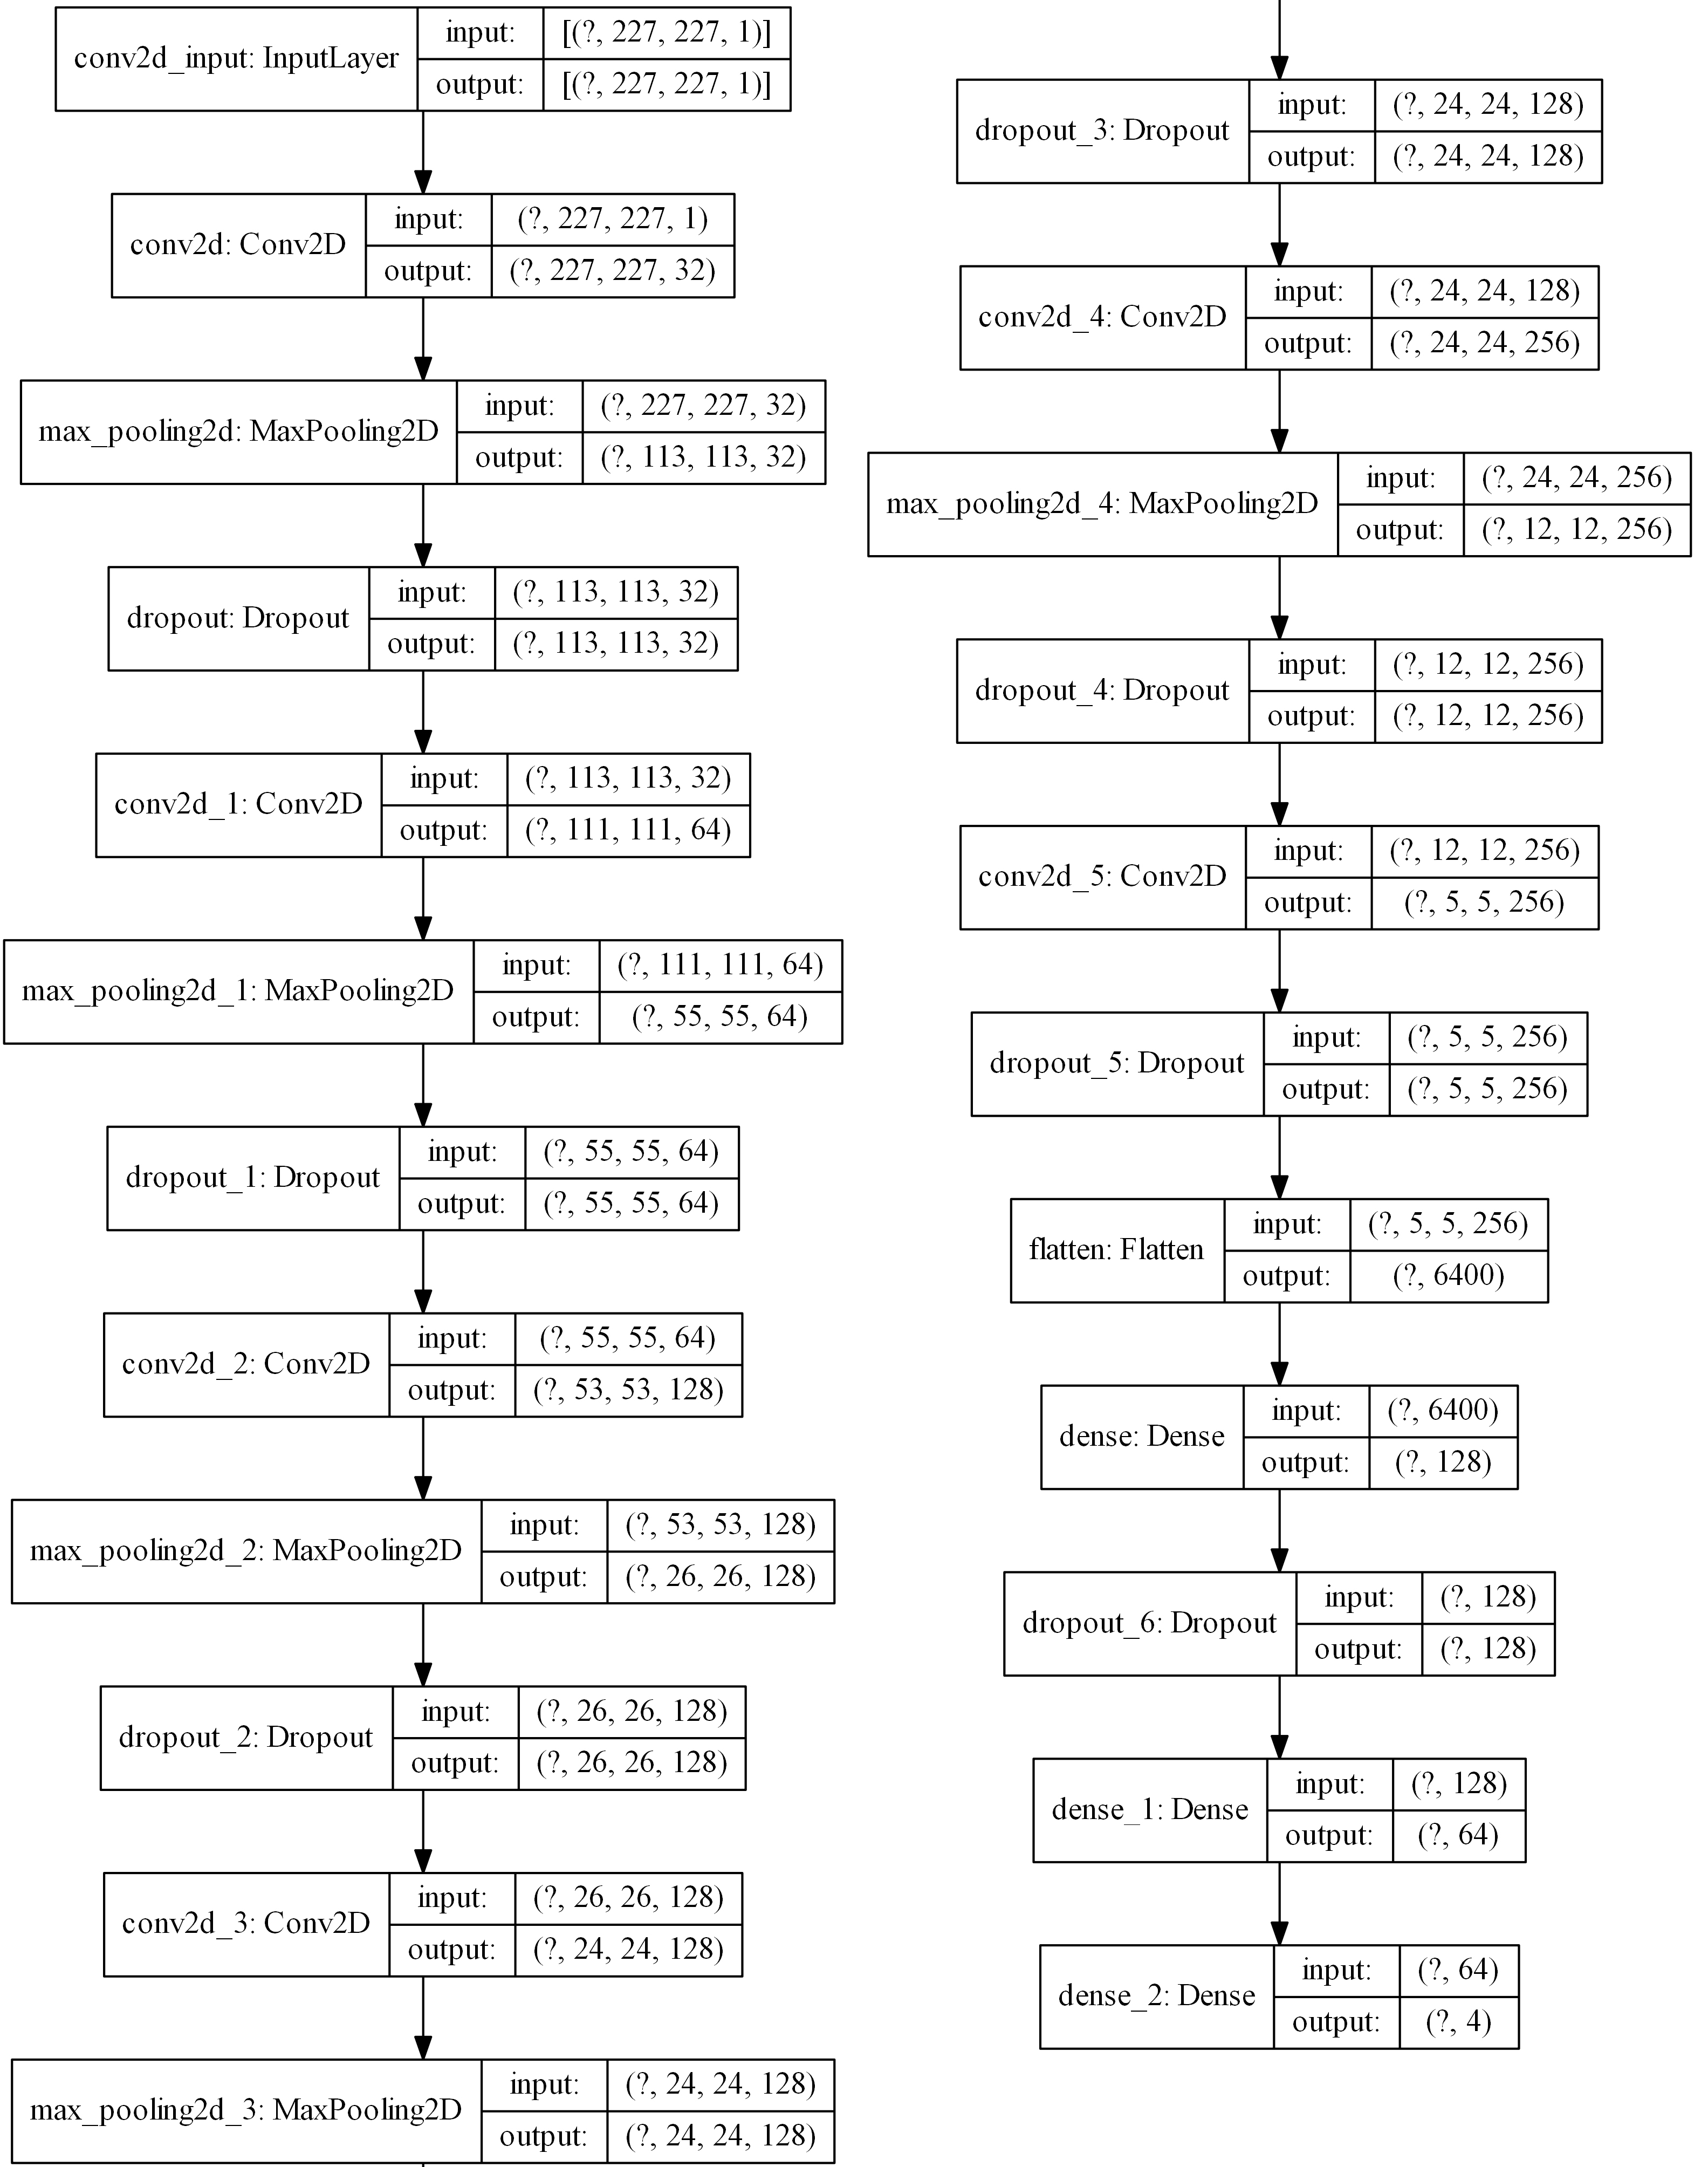 conv2d_input: InputLayer
input: [(?, 227, 227, 1)]
output: [(?, 227, 227, 1)]
conv2d: Conv2D
input: (?, 227, 227, 1)
output: (?, 227, 227, 32)
max_pooling2d: MaxPooling2D
input: (?, 227, 227, 32)
output: (?, 113, 113, 32)
dropout: Dropout
input: (?, 113, 113, 32)
output: (?, 113, 113, 32)
conv2d_1: Conv2D
input: (?, 113, 113, 32)
output: (?, 111, 111, 64)
max_pooling2d_1: MaxPooling2D
input: (?, 111, 111, 64)
output: (?, 55, 55, 64)
dropout_1: Dropout
input: (?, 55, 55, 64)
output: (?, 55, 55, 64)
conv2d_2: Conv2D
input: (?, 55, 55, 64)
output: (?, 53, 53, 128)
max_pooling2d_2: MaxPooling2D
input: (?, 53, 53, 128)
output: (?, 26, 26, 128)
dropout_2: Dropout
input: (?, 26, 26, 128)
output: (?, 26, 26, 128)
conv2d_3: Conv2D
input: (?, 26, 26, 128)
output: (?, 24, 24, 128)
max_pooling2d_3: MaxPooling2D
input: (?, 24, 24, 128)
output: (?, 24, 24, 128)
dropout_3: Dropout
input: (?, 24, 24, 128)
output: (?, 24, 24, 128)
conv2d_4: Conv2D
input: (?, 24, 24, 128)
output: (?, 24, 24, 256)
max_pooling2d_4: MaxPooling2D
input: (?, 24, 24, 256)
output: (?, 12, 12, 256)
dropout_4: Dropout
input: (?, 12, 12, 256)
output: (?, 12, 12, 256)
conv2d_5: Conv2D
input: (?, 12, 12, 256)
output: (?, 5, 5, 256)
dropout_5: Dropout
input: (?, 5, 5, 256)
output: (?, 5, 5, 256)
flatten: Flatten
input: (?, 5, 5, 256)
output: (?, 6400)
dense: Dense
input: (?, 6400)
output: (?, 128)
dropout_6: Dropout
input: (?, 128)
output: (?, 128)
dense_1: Dense
input: (?, 128)
output: (?, 64)
dense_2: Dense
input: (?, 64)
output: (?, 4)